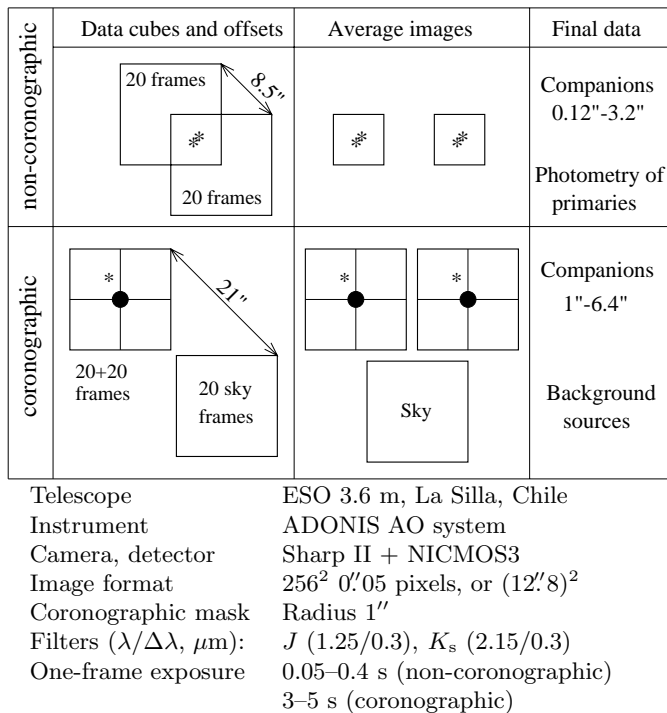 Data cubes and offsets Average images Final data
non-coronographic
20 frames
8.5"
20 frames
Companions
0.12"-3.2"
Photometry of
primaries
coronographic
*
21"
20+20
frames
20 sky
frames
* *
Sky
Companions
1"-6.4"
Background
sources
Telescope ESO 3.6 m, La Silla, Chile
Instrument ADONIS AO system
Camera, detector Sharp II + NICMOS3
Image format 256² 0″.05 pixels, or (12″.8)²
Coronographic mask Radius 1″
Filters (λ/Δλ, μm): J (1.25/0.3), Kₛ (2.15/0.3)
One-frame exposure 0.05–0.4 s (non-coronographic)
3–5 s (coronographic)